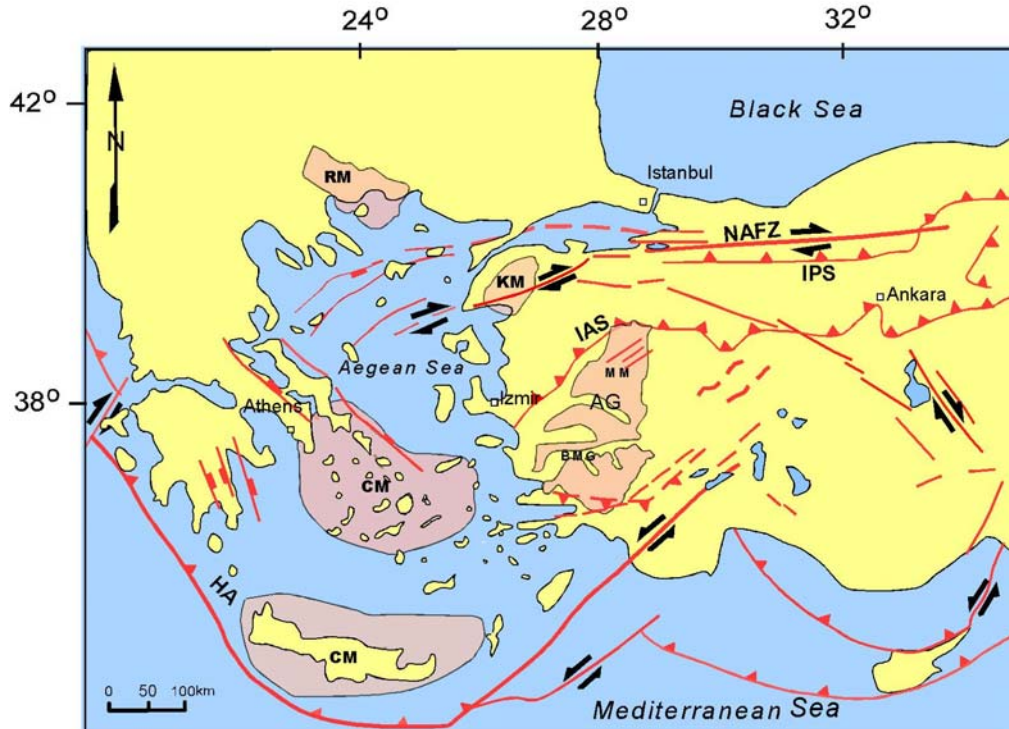 24° 28° 32°
42°
N
Black Sea
RM
Istanbul
NAFZ
IPS
KM
Ankara
IAS
Aegean Sea
M M
38°
Izmir
AG
Athens
B M G
CM
HA
CM
0 50 100km
Mediterranean Sea